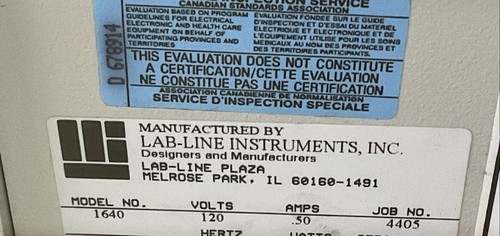 INSPECTION SERVICE
CANADIAN STANDARDS ASSOCIATION
EVALUATION BASED ON PROGRAM
GUIDELINES FOR ELECTRICAL
ELECTRONIC AND HEALTH CARE
EQUIPMENT ON BEHALF OF
PARTICIPATING PROVINCES AND
TERRITORIES
EVALUATION FONDÉE SUR LE GUIDE
D'INSPECTION ET D'ESSAI DU MATERIEL
ELECTRIQUE ET ELECTRONIQUE ET DE
L'EQUIPEMENT UTILISE POUR LES SOINS
MEDICAUX AU NOM DES PROVINCES ET
DES TERRITOIRES PARTICIPANTS.
D 678914
THIS EVALUATION DOES NOT CONSTITUTE
A CERTIFICATION/CETTE EVALUATION
NE CONSTITUE PAS UNE CERTIFICATION
ASSOCIATION CANADIENNE DE NORMALISATION
SERVICE D'INSPECTION SPECIALE
MANUFACTURED BY
LAB-LINE INSTRUMENTS, INC.
Designers and Manufacturers
LAB-LINE PLAZA
MELROSE PARK, IL 60160-1491
MODEL NO. VOLTS AMPS JOB NO.
1640 120 .50 4405
HERTZ WATTS